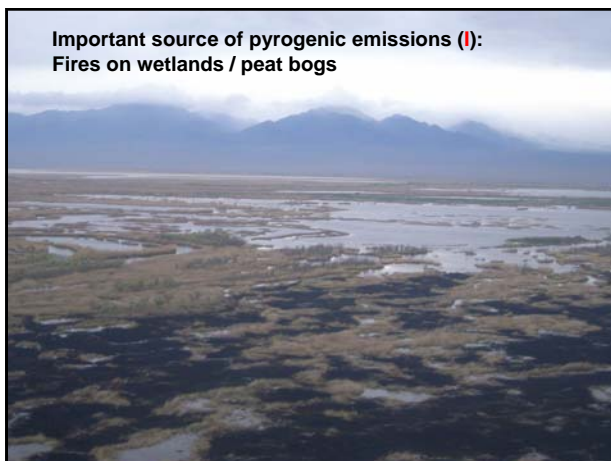 Important source of pyrogenic emissions (I):
Fires on wetlands / peat bogs